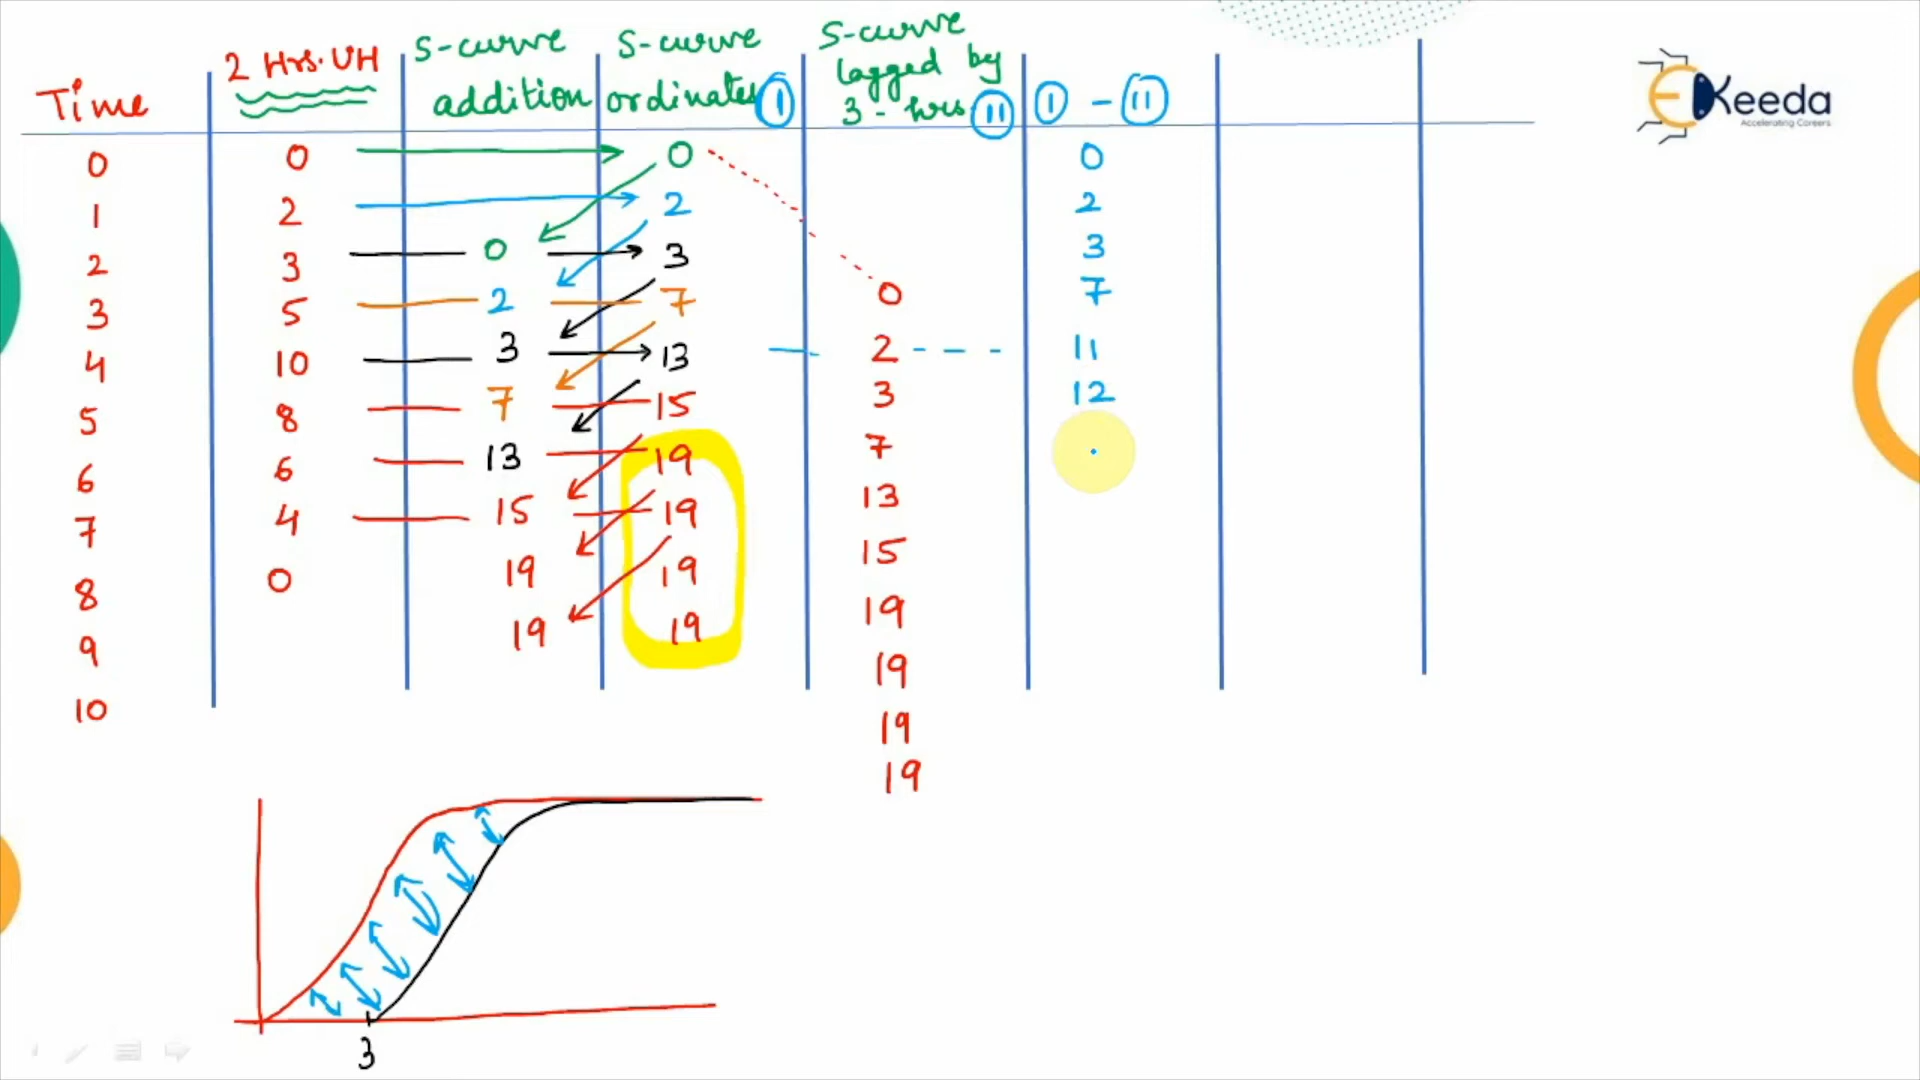 Time 2 Hrs. UH S-curve addition S-curve ordinates I S-curve lagged by 3-hrs. II I - II
0 0 0 0
1 2 2 2
2 3 0 3 3
3 5 2 7 0 7
4 10 3 13 2 11
5 8 7 15 3 12
6 6 13 19 7
7 4 15 19 13
8 0 19 19 15
9 19 19 19
10 19
19
19
3
EKeeda
Accelerating Careers